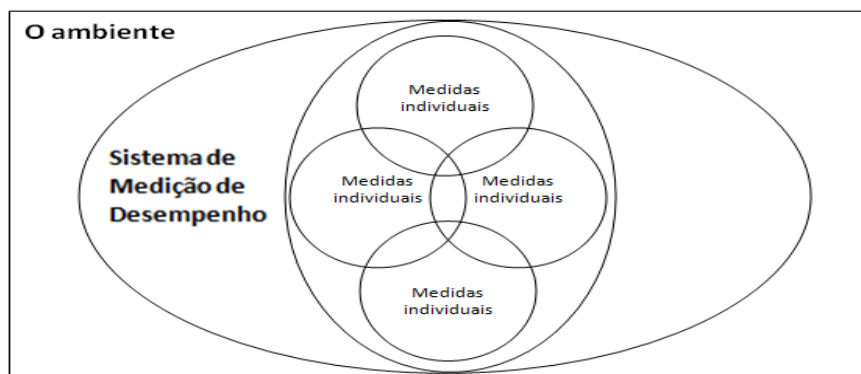 O ambiente
Medidas
individuais
Sistema de
Medição de
Desempenho
Medidas
individuais
Medidas
individuais
Medidas
individuais